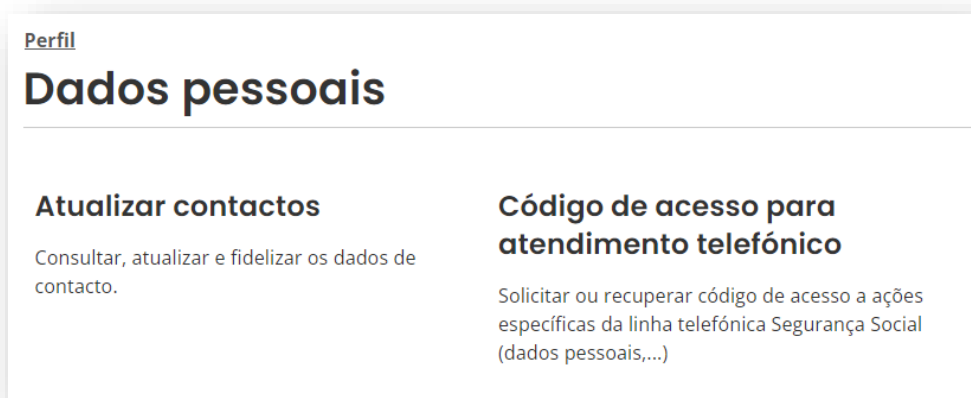 Perfil
Dados pessoais
Atualizar contactos
Consultar, atualizar e fidelizar os dados de
contacto.
Código de acesso para
atendimento telefónico
Solicitar ou recuperar código de acesso a ações
específicas da linha telefónica Segurança Social
(dados pessoais,...)